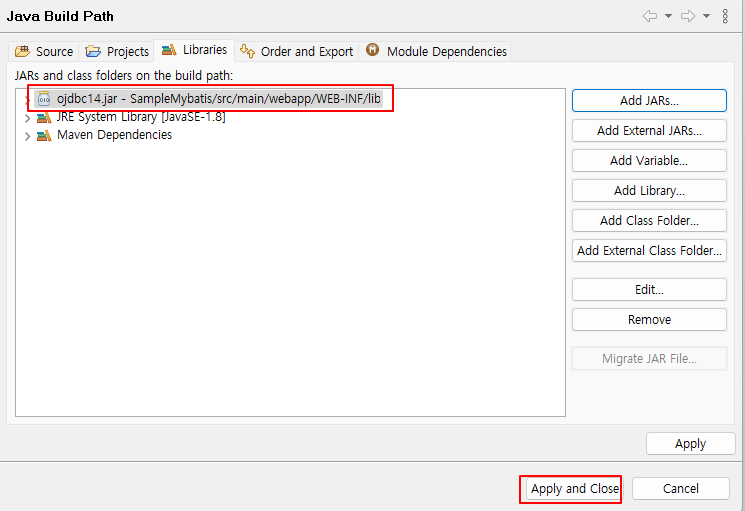 Java Build Path
Source Projects Libraries Order and Export Module Dependencies
JARs and class folders on the build path:
ojdbc14.jar - SampleMybatis/src/main/webapp/WEB-INF/lib
JRE System Library [JavaSE-1.8]
Maven Dependencies
Add JARs...
Add External JARs...
Add Variable...
Add Library...
Add Class Folder...
Add External Class Folder...
Edit...
Remove
Migrate JAR File...
Apply
Apply and Close Cancel